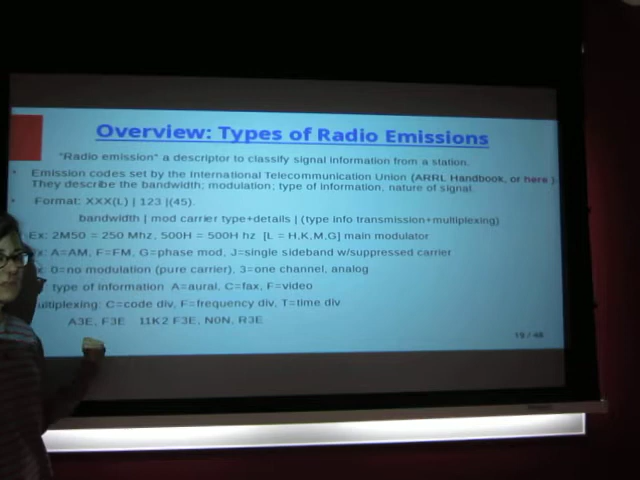 Overview: Types of Radio Emissions
"Radio emission" a descriptor to classify signal information from a station.
Emission codes set by the International Telecommunication Union (ARRL Handbook, or here ).
They describe the bandwidth; modulation; type of information, nature of signal.
Format: XXX(L) | 123 |(45).
bandwidth | mod carrier type+details | (type info transmission+multiplexing)
Ex: 2M50 = 250 Mhz, 500H = 500H hz [L = H,K,M,G] main modulator
A=AM, F=FM, G=phase mod, J=single sideband w/suppressed carrier
0=no modulation (pure carrier), 3=one channel, analog
type of information A=aural, C=fax, F=video
ultiplexing: C=code div, F=frequency div, T=time div
A3E, F3E 11K2 F3E, N0N, R3E
19 / 48